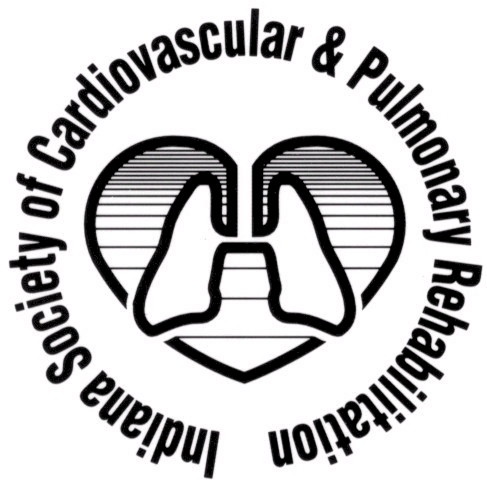 Indiana Society of Cardiovascular & Pulmonary Rehabilitation